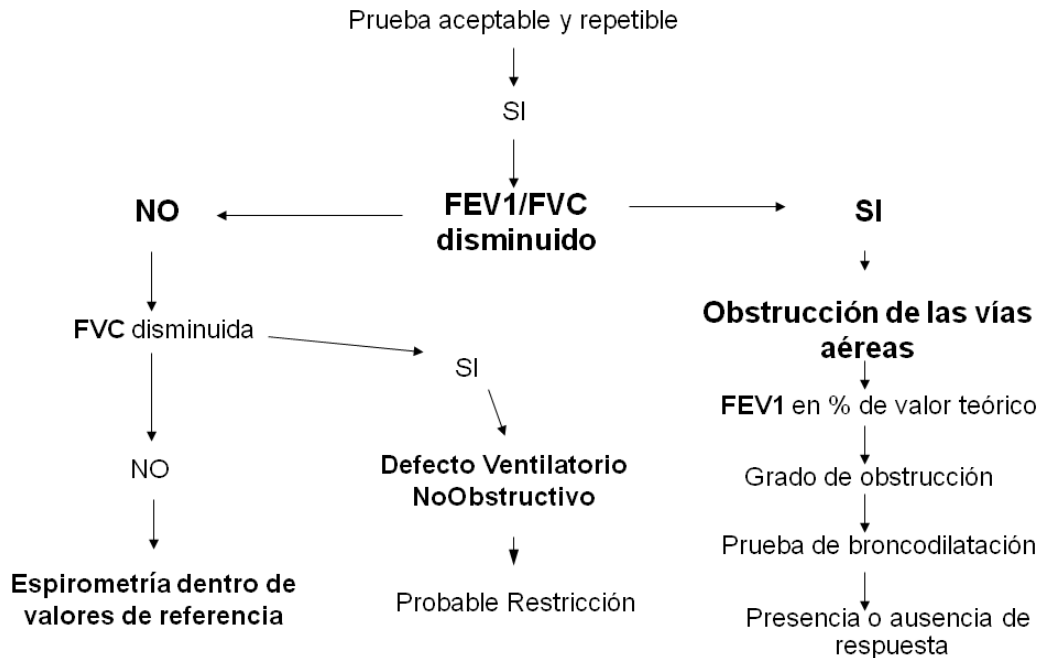 Prueba aceptable y repetible
SI
NO
FEV1/FVC
disminuido
SI
FVC disminuida
SI
NO
Defecto Ventilatorio
NoObstructivo
Espirometría dentro de
valores de referencia
Probable Restricción
Obstrucción de las vías
aéreas
FEV1 en % de valor teórico
Grado de obstrucción
Prueba de broncodilatación
Presencia o ausencia de
respuesta